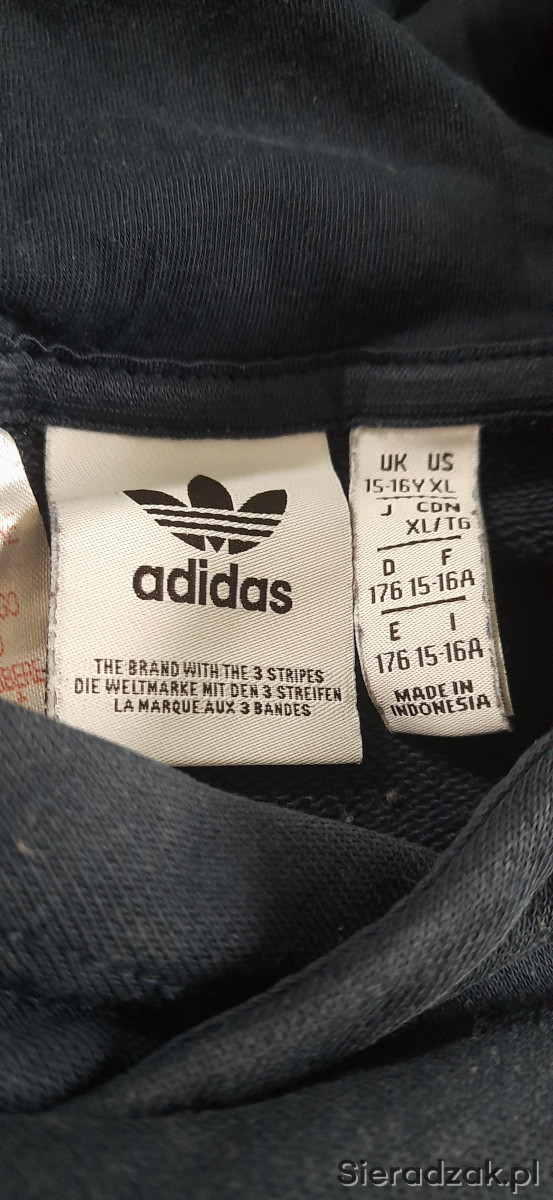 adidas
THE BRAND WITH THE 3 STRIPES
DIE WELTMARKE MIT DEN 3 STREIFEN
LA MARQUE AUX 3 BANDES
UK US
15-16Y XL
J CDN
XL/TG
D F
176 15-16A
E I
176 15-16A
MADE IN
INDONESIA
Sieradzak.pl